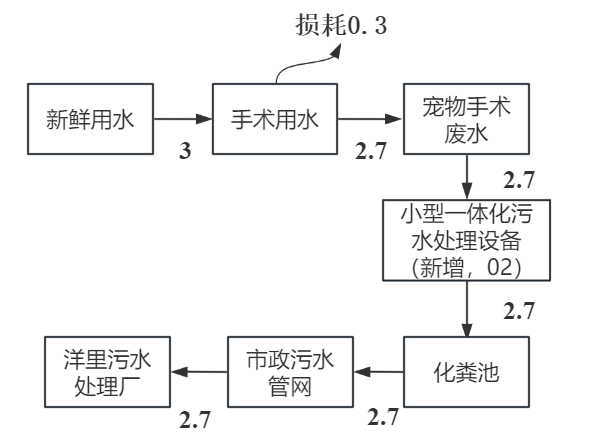 损耗0.3
新鲜用水
手术用水
宠物手术
废水
3
2.7
2.7
小型一体化污
水处理设备
（新增，02）
2.7
洋里污水
处理厂
市政污水
管网
化粪池
2.7
2.7